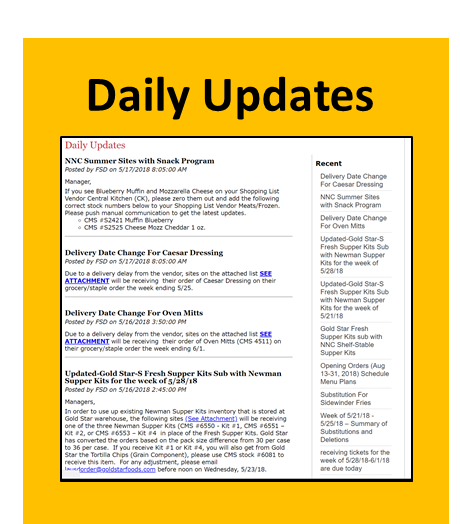 Daily Updates
Daily Updates
NNC Summer Sites with Snack Program
Posted by FSD on 5/17/2018 8:05:00 AM
Manager,
If you see Blueberry Muffin and Mozzarella Cheese on your Shopping List
Vendor Central Kitchen (CK), please zero them out and add the following
correct stock numbers below to your Shopping List Vendor Meats/Frozen.
Please push manual communication to get the latest updates.
○ CMS #S2421 Muffin Blueberry
○ CMS #S2525 Cheese Mozz Cheddar 1 oz.
Delivery Date Change For Caesar Dressing
Posted by FSD on 5/17/2018 8:05:00 AM
Due to a delivery delay from the vendor, sites on the attached list SEE
ATTACHMENT will be receiving their order of Caesar Dressing on their
grocery/staple order the week ending 5/25.
Delivery Date Change For Oven Mitts
Posted by FSD on 5/16/2018 3:50:00 PM
Due to a delivery delay from the vendor, sites on the attached list SEE
ATTACHMENT will be receiving their order of Oven Mitts (CMS 4511) on
their grocery/staple order the week ending 6/1.
Updated-Gold Star-S Fresh Supper Kits Sub with Newman
Supper Kits for the week of 5/28/18
Posted by FSD on 5/16/2018 2:45:00 PM
Managers,
In order to use up existing Newman Supper Kits inventory that is stored at
Gold Star warehouse, the following sites (See Attachment) will be receiving
one of the three Newman Supper Kits (CMS #6550 - Kit #1, CMS #6551 –
Kit #2, or CMS #6553 – Kit #4 in place of the Fresh Supper Kits. Gold Star
has converted the orders based on the pack size difference from 30 per case
to 36 per case. If you receive Kit #1 or Kit #4, you will also get from Gold
Star the Tortilla Chips (Grain Component), please use CMS stock #6081 to
receive this item. For any adjustment, please email
before noon on Wednesday, 5/23/18.
Recent
Delivery Date Change
For Caesar Dressing
NNC Summer Sites
with Snack Program
Delivery Date Change
For Oven Mitts
Updated-Gold Star-S
Fresh Supper Kits Sub
with Newman Supper
Kits for the week of
5/28/18
Updated-Gold Star-S
Fresh Supper Kits Sub
with Newman Supper
Kits for the week of
5/21/18
Gold Star Fresh
Supper Kits sub with
NNC Shelf-Stable
Supper Kits
Opening Orders (Aug
13-31, 2018) Schedule
Menu Plans
Substitution For
Sidewinder Fries
Week of 5/21/18 -
5/25/18 – Summary of
Substitutions and
Deletions
receiving tickets for the
week of 5/28/18-6/1/18
are due today